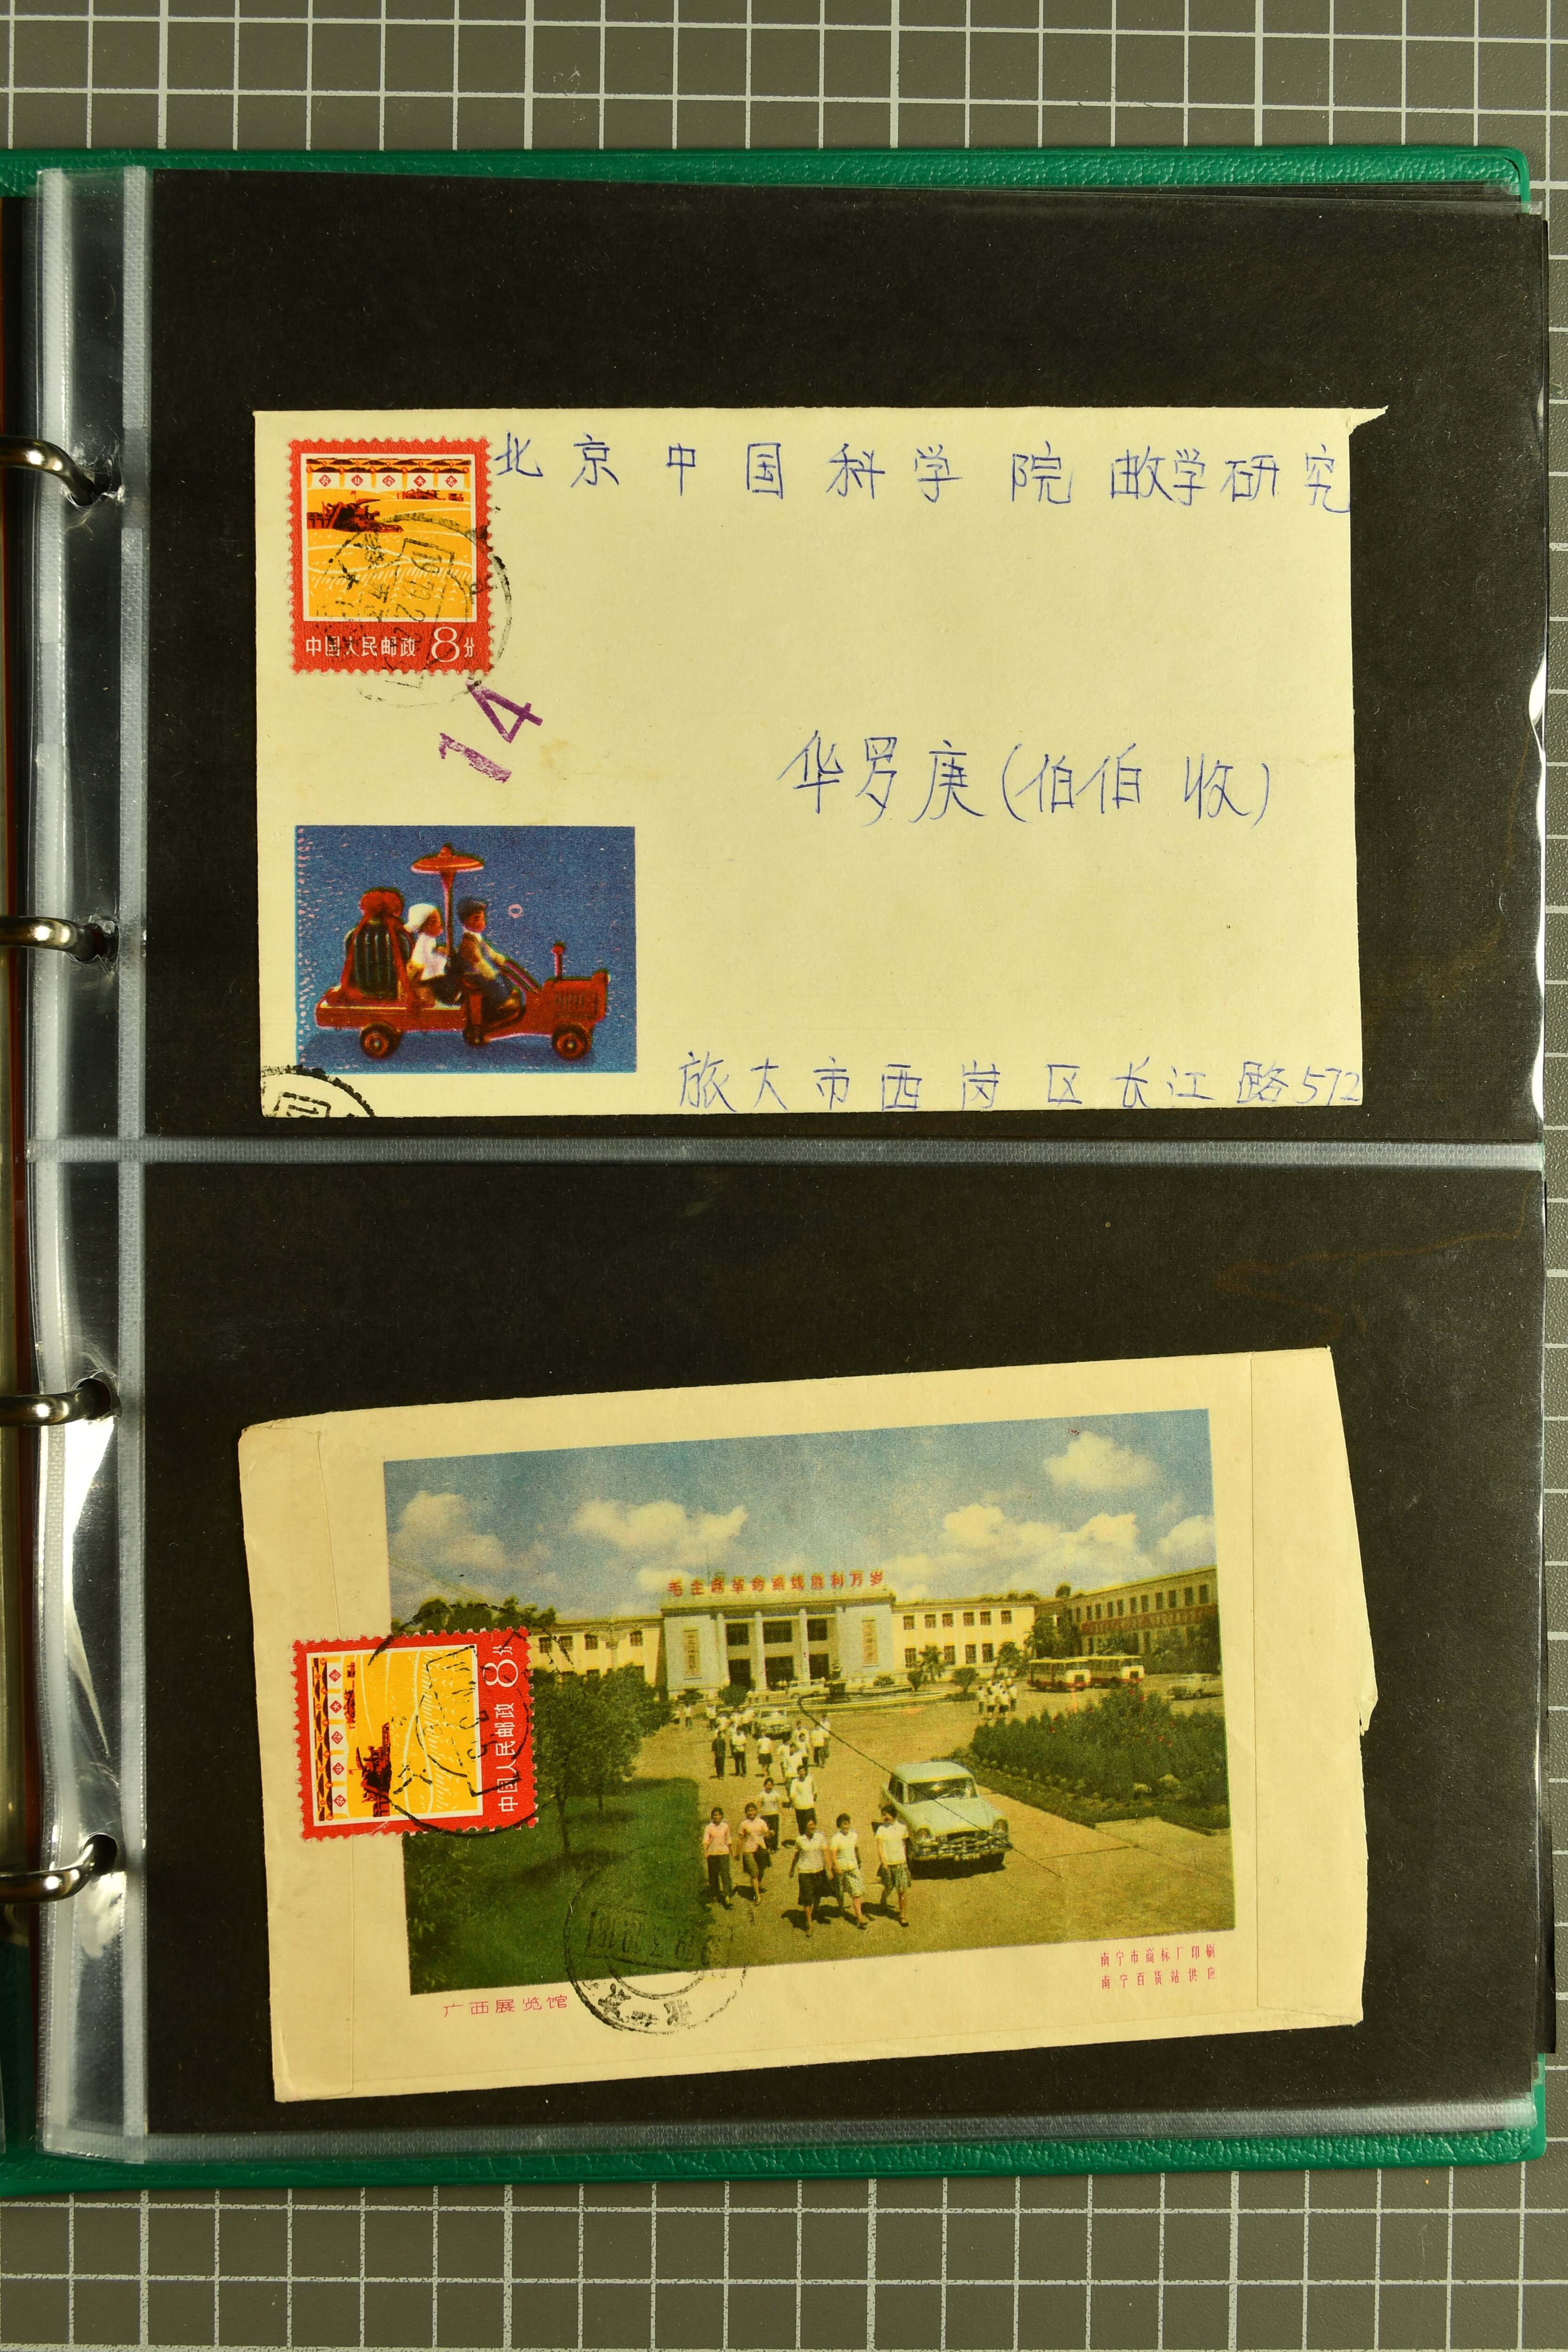 北京中国科学院数学研究
中国人民邮政 8分
14
华罗庚(伯伯 收)
旅大市西岗区长江路572
毛主席革命路线胜利万岁
中国人民邮政 8分
广西展览馆
南宁市商标厂印刷
南宁百货站供应
北京